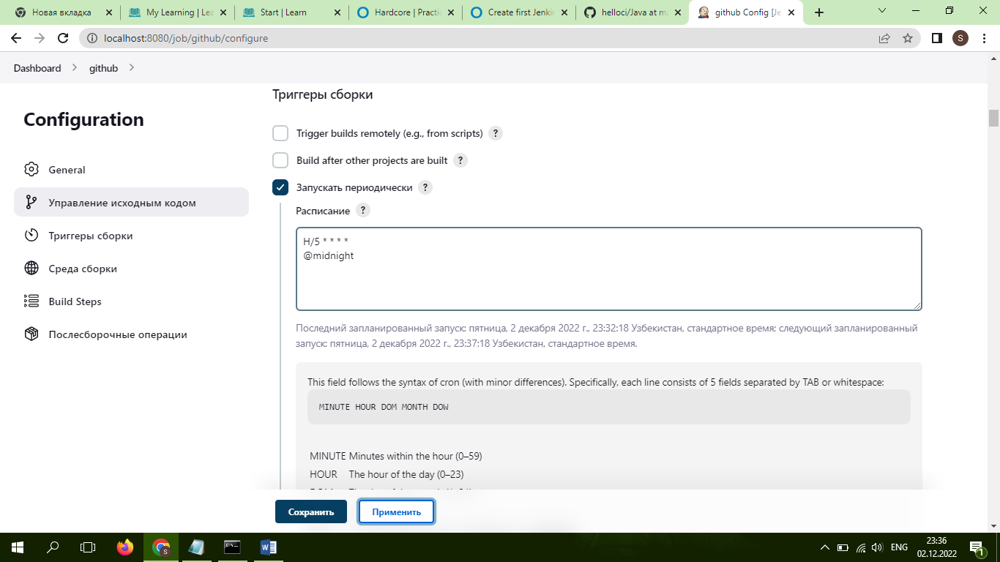 Новая вкладка
My Learning | Lea
Start | Learn
Hardcore | Practic
Create first Jenkin
helloci/Java at ma
github Config [Je
localhost:8080/job/github/configure
S
Dashboard
github
Configuration
General
Управление исходным кодом
Триггеры сборки
Среда сборки
Build Steps
Послесборочные операции
Триггеры сборки
Trigger builds remotely (e.g., from scripts) ?
Build after other projects are built ?
Запускать периодически ?
Расписание ?
H/5 * * * *
@midnight
Последний запланированный запуск: пятница, 2 декабря 2022 г., 23:32:18 Узбекистан, стандартное время; следующий запланированный
запуск: пятница, 2 декабря 2022 г., 23:37:18 Узбекистан, стандартное время.
This field follows the syntax of cron (with minor differences). Specifically, each line consists of 5 fields separated by TAB or whitespace:
MINUTE HOUR DOM MONTH DOW
MINUTE Minutes within the hour (0–59)
HOUR The hour of the day (0–23)
Сохранить
Применить
S
ENG
23:36
02.12.2022
1